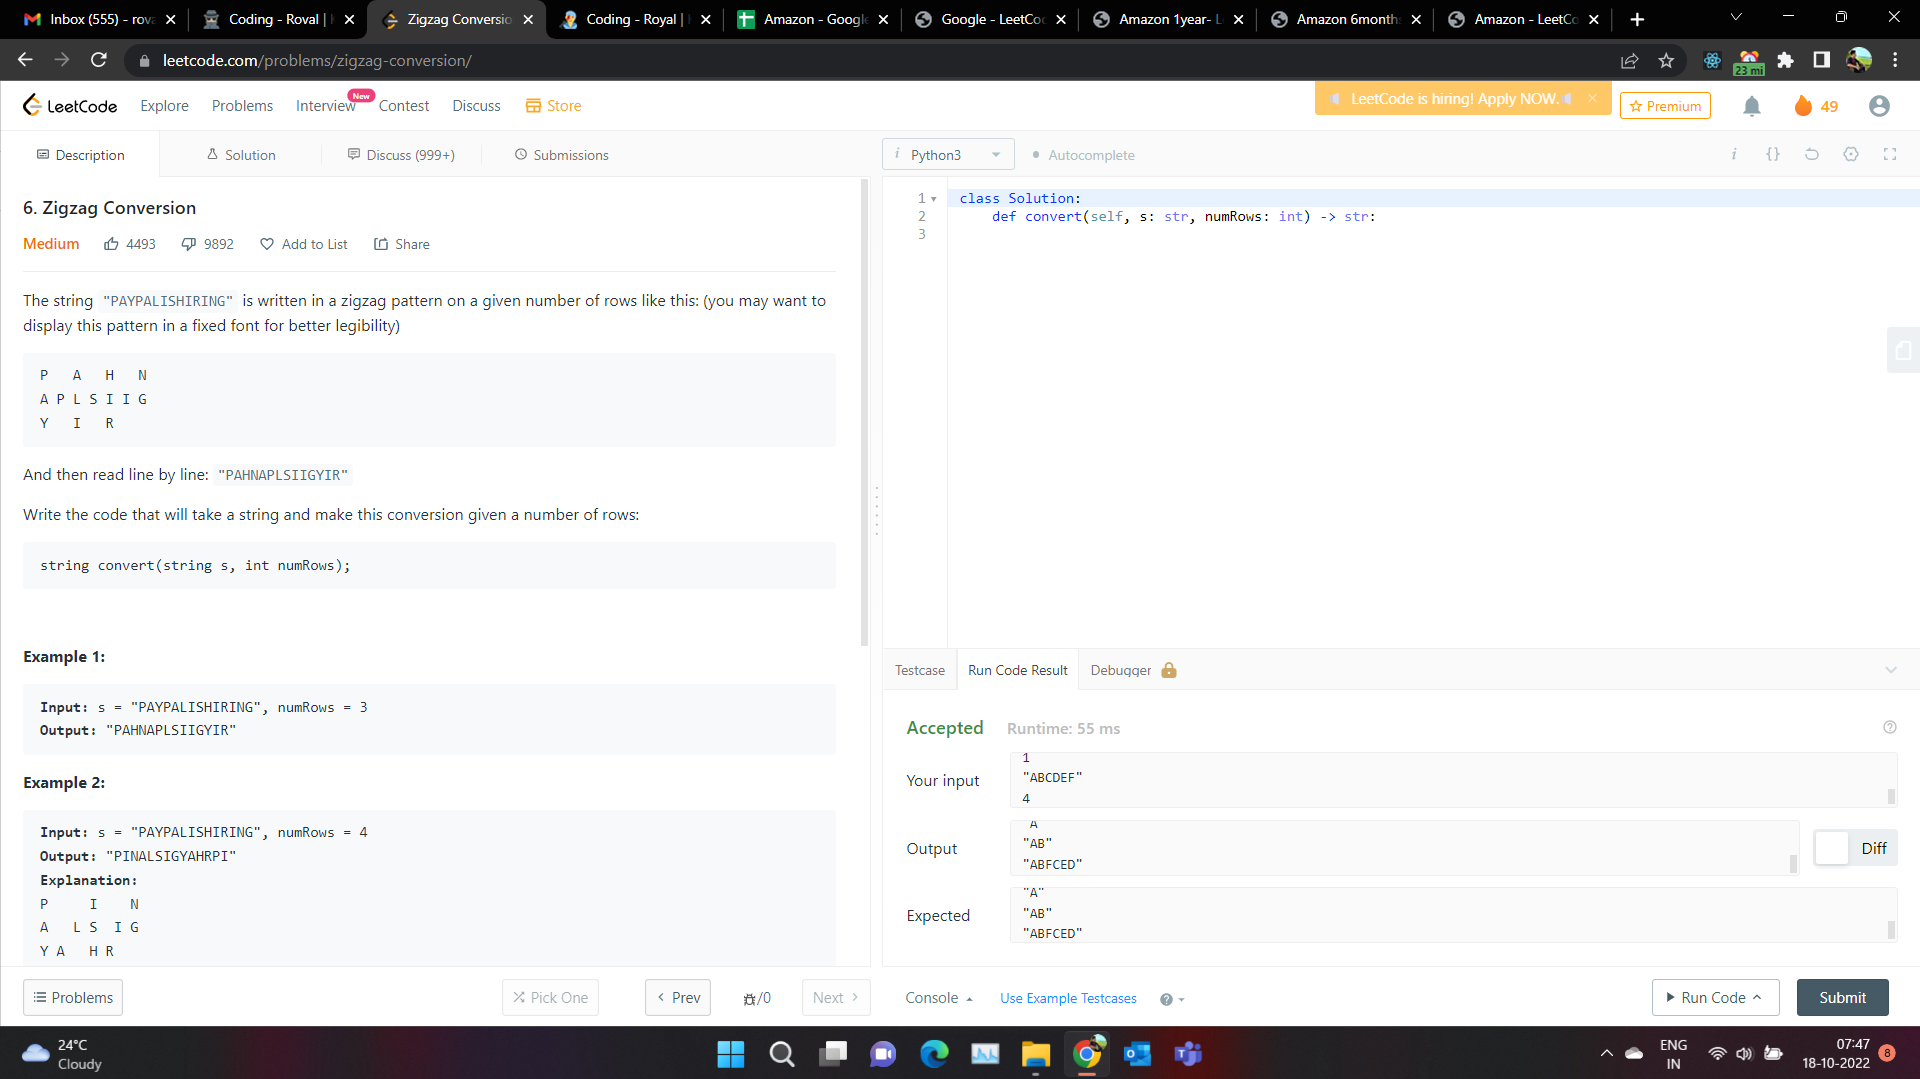 Inbox (555) - rova
Coding - Roval |
Zigzag Conversio
Coding - Royal |
Amazon - Google
Google - LeetCo
Amazon 1year- L
Amazon 6month
Amazon - LeetCo
leetcode.com/problems/zigzag-conversion/
23 mi
LeetCode
Explore
Problems
Interview
New
Contest
Discuss
Store
LeetCode is hiring! Apply NOW.
Premium
49
Description
Solution
Discuss (999+)
Submissions
i Python3
Autocomplete
i {}
6. Zigzag Conversion
Medium 4493 9892 Add to List Share
The string "PAYPALISHIRING" is written in a zigzag pattern on a given number of rows like this: (you may want to
display this pattern in a fixed font for better legibility)
P   A   H   N
A P L S I I G
Y   I   R
And then read line by line: "PAHNAPLSIIGYIR"
Write the code that will take a string and make this conversion given a number of rows:
string convert(string s, int numRows);
Example 1:
Input: s = "PAYPALISHIRING", numRows = 3
Output: "PAHNAPLSIIGYIR"
Example 2:
Input: s = "PAYPALISHIRING", numRows = 4
Output: "PINALSIGYAHRPI"
Explanation:
P     I    N
A   L S  I G
Y A   H R
1 class Solution:
2     def convert(self, s: str, numRows: int) -> str:
3
Testcase
Run Code Result
Debugger
Accepted Runtime: 55 ms
Your input
1
"ABCDEF"
4
Output
"A"
"AB"
"ABFCED"
Diff
Expected
"A"
"AB"
"ABFCED"
Problems
Pick One
< Prev
/0
Next >
Console
Use Example Testcases
Run Code
Submit
24°C
Cloudy
ENG
IN
07:47
18-10-2022
8